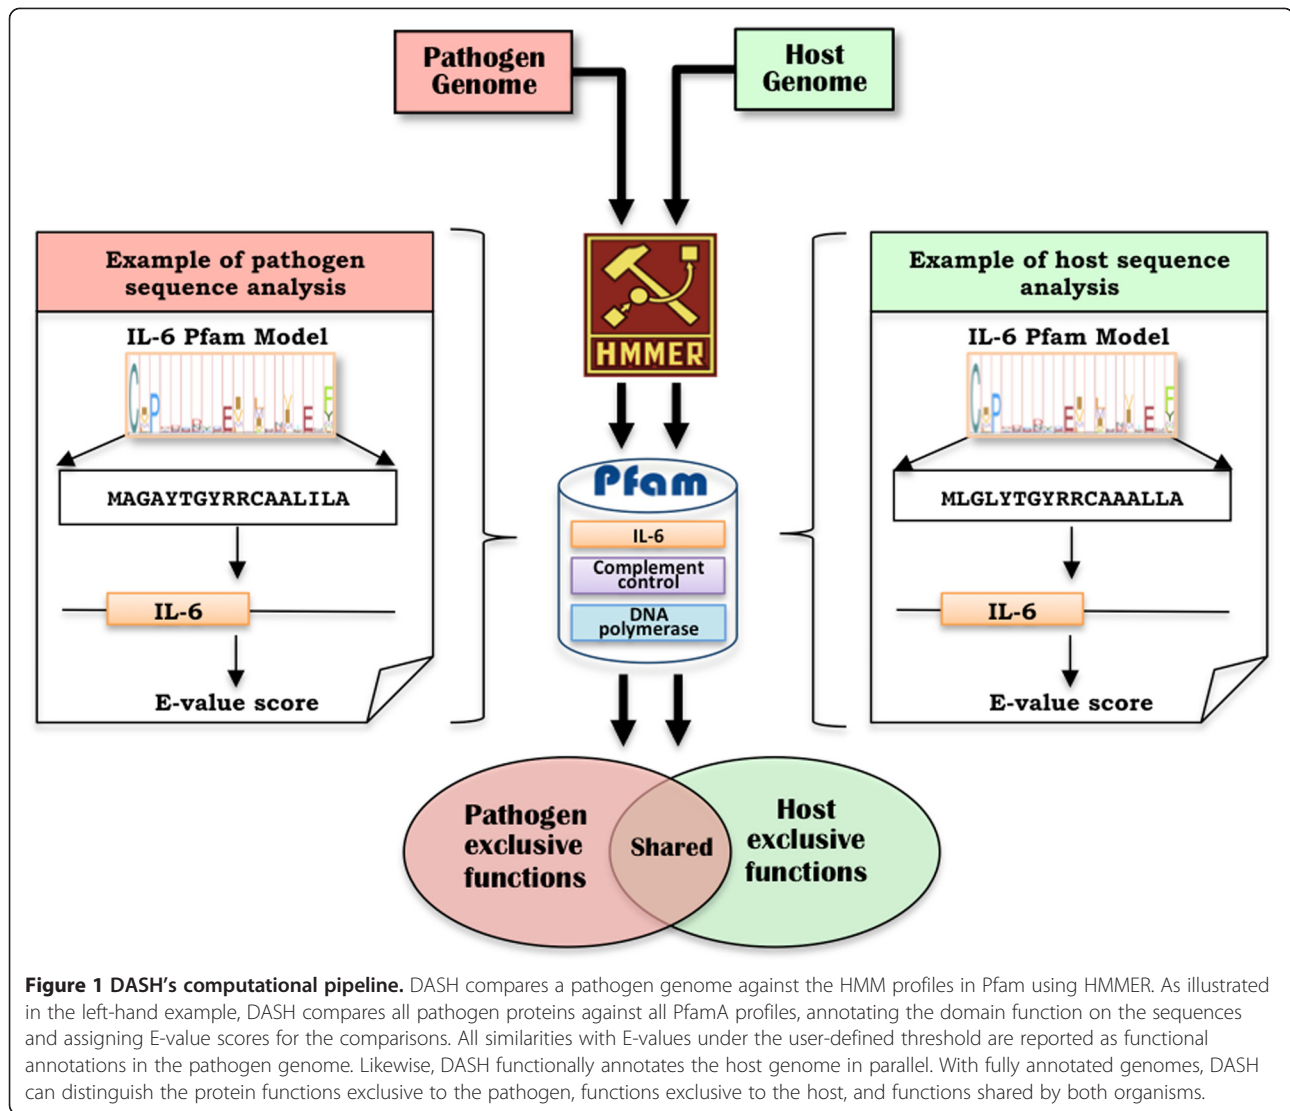 Pathogen
Genome
Host
Genome
Example of pathogen
sequence analysis
IL-6 Pfam Model
MAGAYTGYRRCAALILA
IL-6
E-value score
HMMER
Pfam
IL-6
Complement
control
DNA
polymerase
Example of host sequence
analysis
IL-6 Pfam Model
MLGLYTGYRRCAAALLA
IL-6
E-value score
Pathogen
exclusive
functions
Shared
Host
exclusive
functions
Figure 1 DASH's computational pipeline. DASH compares a pathogen genome against the HMM profiles in Pfam using HMMER. As illustrated
in the left-hand example, DASH compares all pathogen proteins against all PfamA profiles, annotating the domain function on the sequences
and assigning E-value scores for the comparisons. All similarities with E-values under the user-defined threshold are reported as functional
annotations in the pathogen genome. Likewise, DASH functionally annotates the host genome in parallel. With fully annotated genomes, DASH
can distinguish the protein functions exclusive to the pathogen, functions exclusive to the host, and functions shared by both organisms.